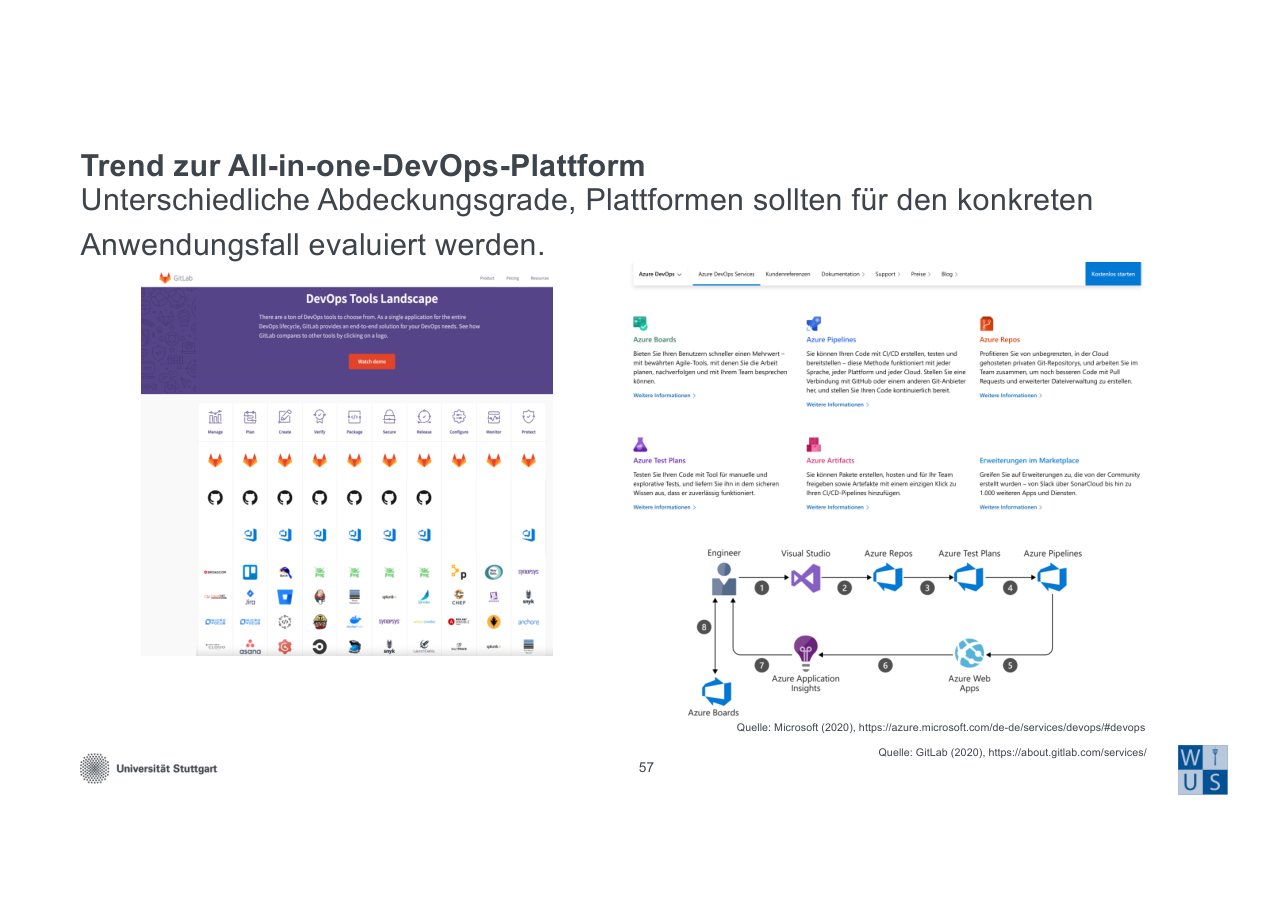 Trend zur All-in-one-DevOps-Plattform
Unterschiedliche Abdeckungsgrade, Plattformen sollten für den konkreten
Anwendungsfall evaluiert werden.
GitLab
Product Pricing Resources
DevOps Tools Landscape
There are a ton of DevOps tools to choose from. As a single application for the entire
DevOps lifecycle, GitLab provides an end-to-end solution for your DevOps needs. See how
GitLab compares to other tools by clicking on a logo.
Watch demo
Manage Plan Create Verify Package Secure Release Configure Monitor Protect
BROADCOM
SYNOPSYS
Jira
splunk>
CHEF
snyk
SYNOPSYS
anchore
asana
snyk
splunk>
Azure DevOps Azure DevOps Services Kundenreferenzen Dokumentation Support Preise Blog Kostenlos starten
Azure Boards
Bieten Sie Ihren Benutzern schneller einen Mehrwert –
mit bewährten Agile-Tools, mit denen Sie die Arbeit
planen, nachverfolgen und mit Ihrem Team besprechen
können.
Weitere Informationen >
Azure Pipelines
Sie können Ihren Code mit CI/CD erstellen, testen und
bereitstellen – diese Methode funktioniert mit jeder
Sprache, jeder Plattform und jeder Cloud. Stellen Sie eine
Verbindung mit GitHub oder einem anderen Git-Anbieter
her, und stellen Sie Ihren Code kontinuierlich bereit.
Weitere Informationen >
Azure Repos
Profitieren Sie von unbegrenzten, in der Cloud
gehosteten privaten Git-Repositorys, und arbeiten Sie im
Team zusammen, um noch besseren Code mit Pull
Requests und erweiterter Dateiverwaltung zu erstellen.
Weitere Informationen >
Azure Test Plans
Testen Sie Ihren Code mit Tool für manuelle und
explorative Tests, und liefern Sie ihn in dem sicheren
Wissen aus, dass er zuverlässig funktioniert.
Weitere Informationen >
Azure Artifacts
Sie können Pakete erstellen, hosten und für Ihr Team
freigeben sowie Artefakte mit einem einzigen Klick zu
Ihren CI/CD-Pipelines hinzufügen.
Weitere Informationen >
Erweiterungen im Marketplace
Greifen Sie auf Erweiterungen zu, die von der Community
erstellt wurden – von Slack über SonarCloud bis hin zu
1.000 weiteren Apps und Diensten.
Weitere Informationen >
Engineer Visual Studio Azure Repos Azure Test Plans Azure Pipelines
1 2 3 4
8
7 6 5
Azure Application
Insights
Azure Web
Apps
Azure Boards
Quelle: Microsoft (2020), https://azure.microsoft.com/de-de/services/devops/#devops
Quelle: GitLab (2020), https://about.gitlab.com/services/
Universität Stuttgart
57
W I
U S